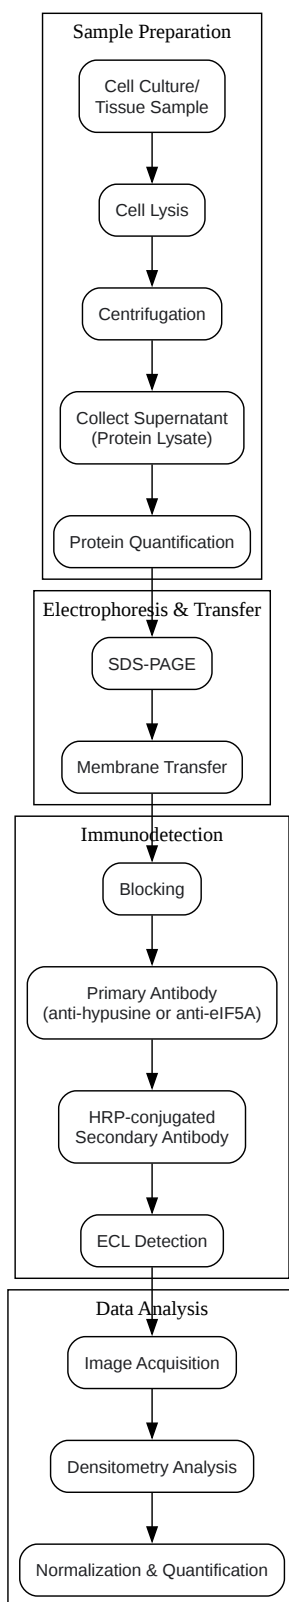 Sample Preparation
Cell Culture/
Tissue Sample
Cell Lysis
Centrifugation
Collect Supernatant
(Protein Lysate)
Protein Quantification
Electrophoresis & Transfer
SDS-PAGE
Membrane Transfer
Immunodetection
Blocking
Primary Antibody
(anti-hypusine or anti-eIF5A)
HRP-conjugated
Secondary Antibody
ECL Detection
Data Analysis
Image Acquisition
Densitometry Analysis
Normalization & Quantification